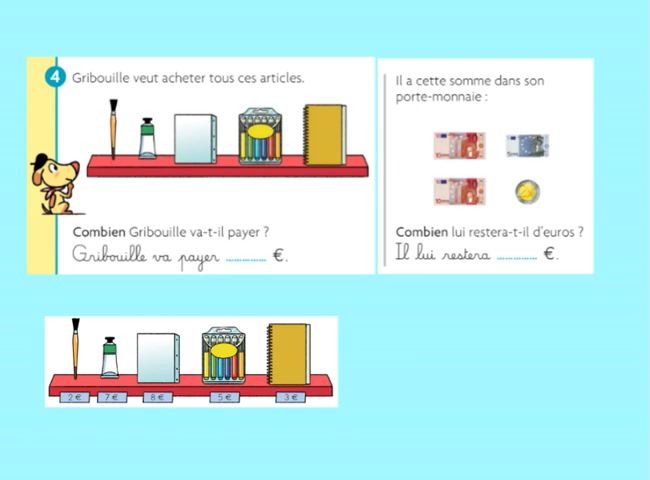 4 Gribouille veut acheter tous ces articles.
Combien Gribouille va-t-il payer ?
Gribouille va payer ............ €.
Il a cette somme dans son
porte-monnaie :
Combien lui restera-t-il d'euros ?
Il lui restera ............ €.
2 € 7 € 8 € 5 € 3 €